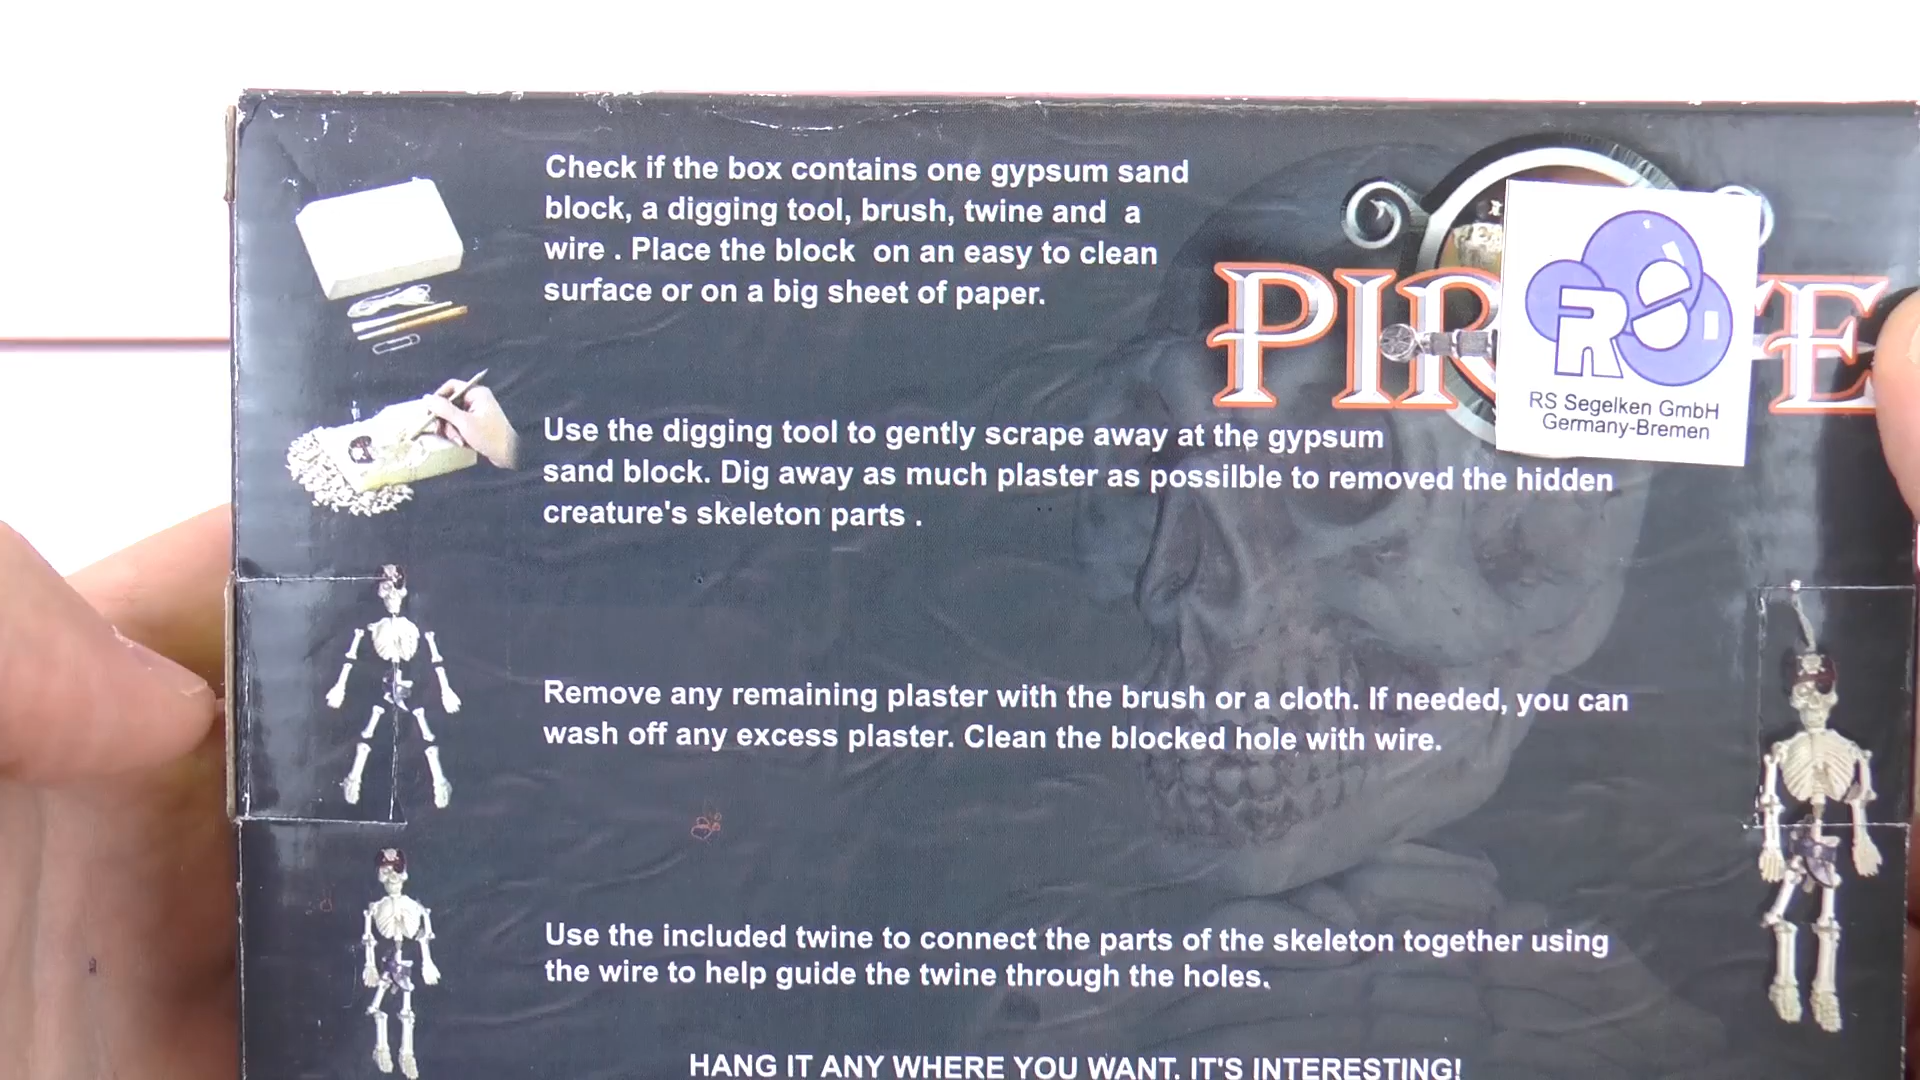 Check if the box contains one gypsum sand
block, a digging tool, brush, twine and a
wire . Place the block on an easy to clean
surface or on a big sheet of paper.
RS Segelken GmbH
Germany-Bremen
Use the digging tool to gently scrape away at the gypsum
sand block. Dig away as much plaster as possilble to removed the hidden
creature's skeleton parts .
Remove any remaining plaster with the brush or a cloth. If needed, you can
wash off any excess plaster. Clean the blocked hole with wire.
Use the included twine to connect the parts of the skeleton together using
the wire to help guide the twine through the holes.
HANG IT ANY WHERE YOU WANT. IT'S INTERESTING!